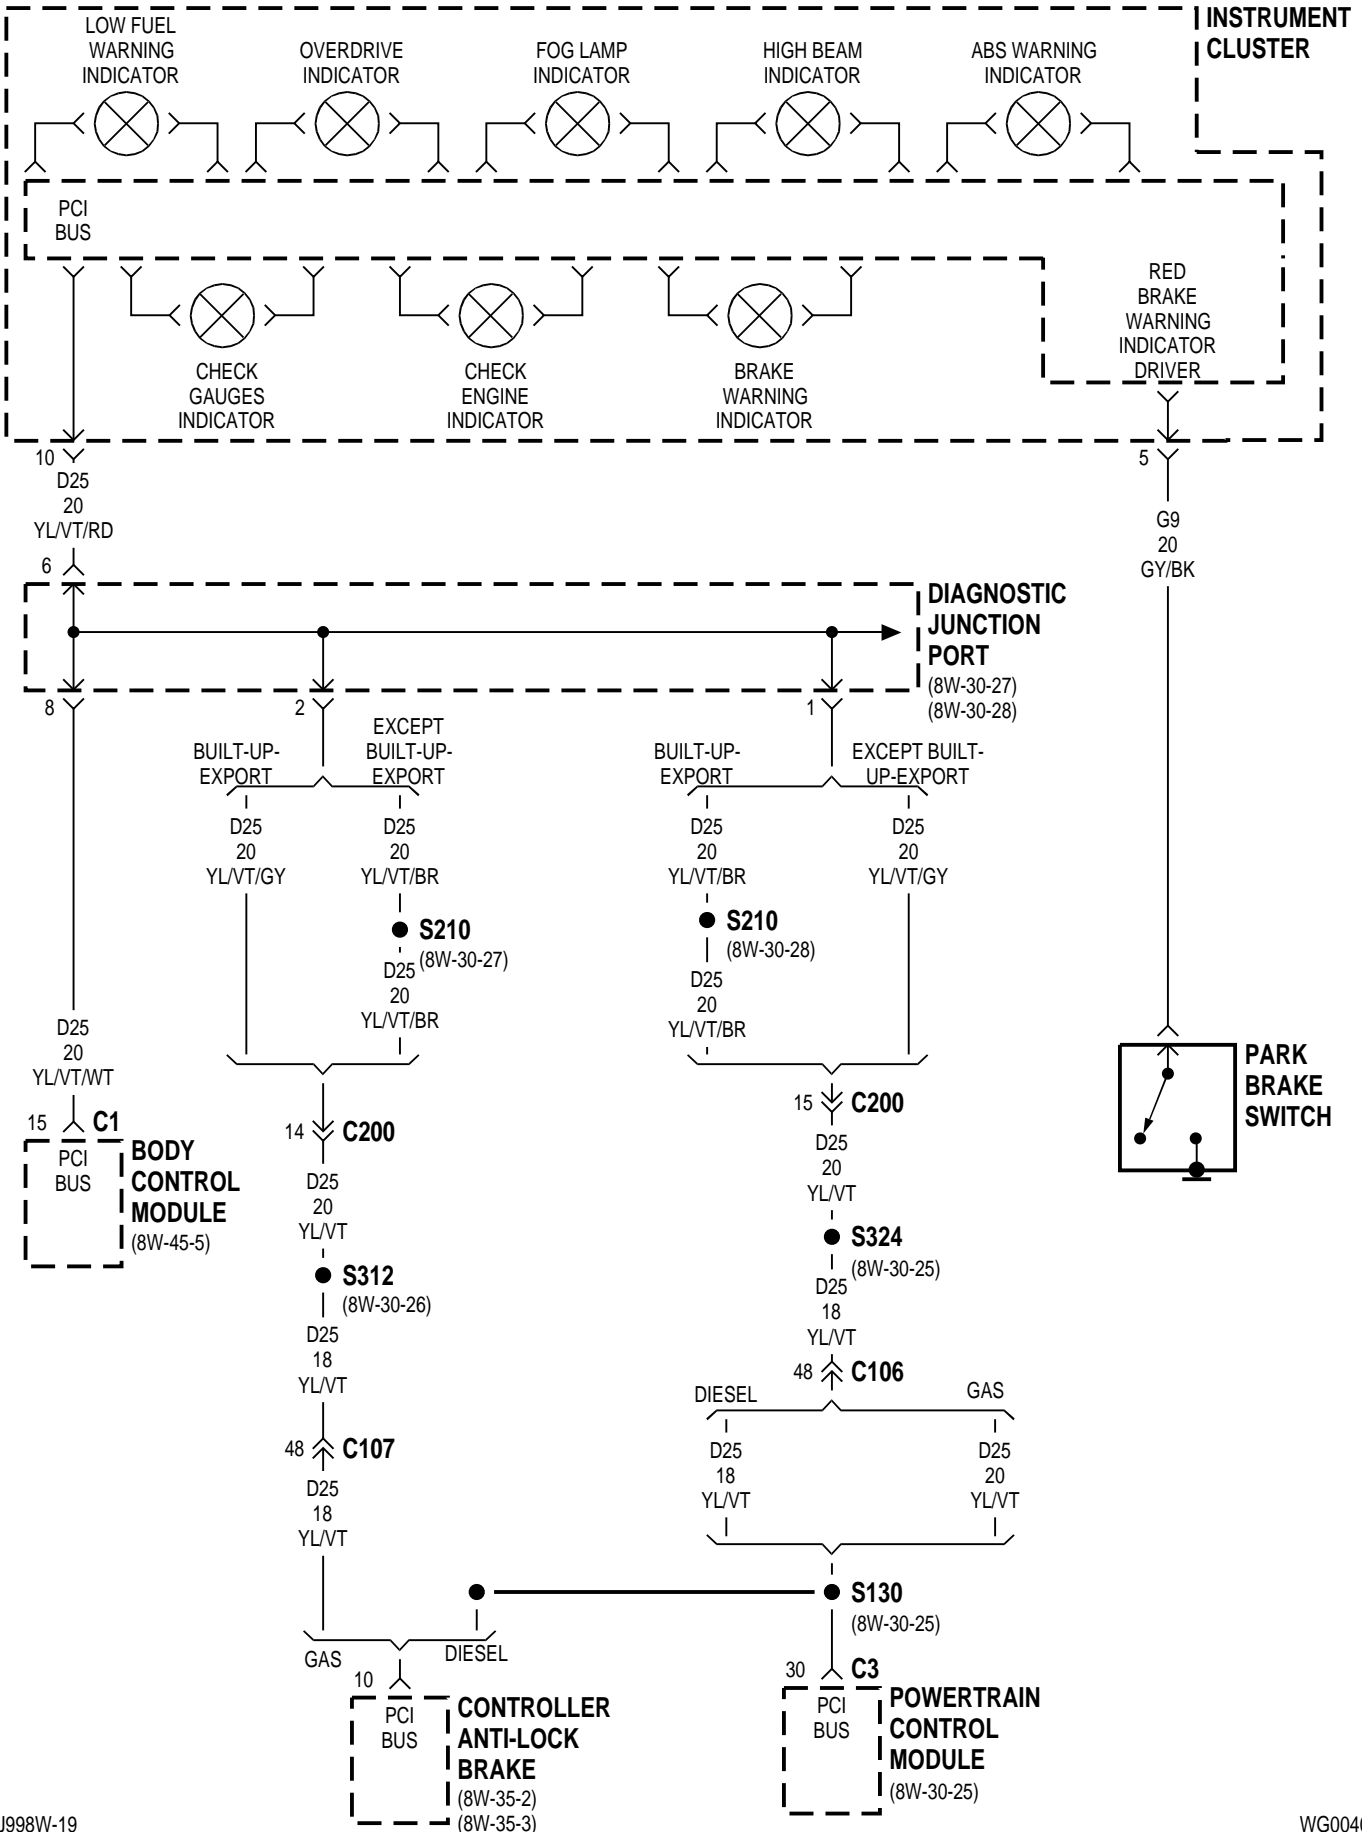 INSTRUMENT
CLUSTER
LOW FUEL
WARNING
INDICATOR
OVERDRIVE
INDICATOR
FOG LAMP
INDICATOR
HIGH BEAM
INDICATOR
ABS WARNING
INDICATOR
PCI
BUS
RED
BRAKE
WARNING
INDICATOR
DRIVER
CHECK
GAUGES
INDICATOR
CHECK
ENGINE
INDICATOR
BRAKE
WARNING
INDICATOR
10
D25
20
YL/VT/RD
6
5
G9
20
GY/BK
DIAGNOSTIC
JUNCTION
PORT
(8W-30-27)
(8W-30-28)
8
2
1
BUILT-UP-
EXPORT
EXCEPT
BUILT-UP-
EXPORT
BUILT-UP-
EXPORT
EXCEPT BUILT-
UP-EXPORT
D25
20
YL/VT/GY
D25
20
YL/VT/BR
D25
20
YL/VT/BR
D25
20
YL/VT/GY
S210
(8W-30-27)
D25
20
YL/VT/BR
S210
(8W-30-28)
D25
20
YL/VT/BR
D25
20
YL/VT/WT
15 C1
PCI
BUS
BODY
CONTROL
MODULE
(8W-45-5)
PARK
BRAKE
SWITCH
14 C200
D25
20
YL/VT
S312
(8W-30-26)
D25
18
YL/VT
48 C107
D25
18
YL/VT
15 C200
D25
20
YL/VT
S324
(8W-30-25)
D25
18
YL/VT
48 C106
DIESEL
GAS
D25
18
YL/VT
D25
20
YL/VT
S130
(8W-30-25)
GAS
DIESEL
10
PCI
BUS
CONTROLLER
ANTI-LOCK
BRAKE
(8W-35-2)
(8W-35-3)
30 C3
PCI
BUS
POWERTRAIN
CONTROL
MODULE
(8W-30-25)
J998W-19